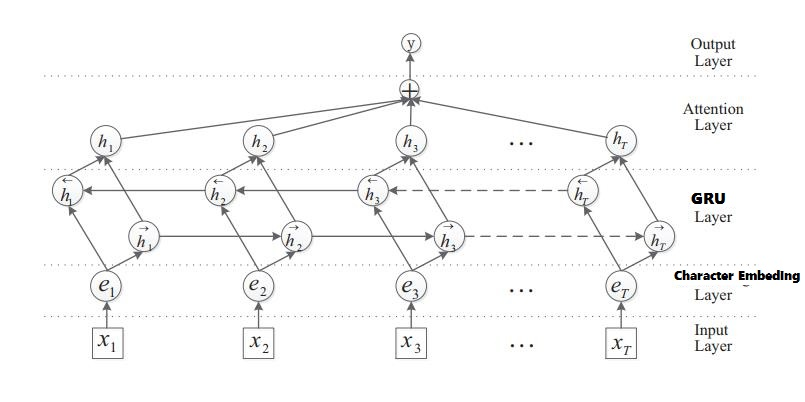 y
Output
Layer
+
Attention
Layer
h1 h2 h3 ... hT
←h1 ←h2 ←h3 ←hT
GRU
Layer
→h1 →h2 →h3 →hT
Character Embeding
Layer
e1 e2 e3 ... eT
Input
Layer
x1 x2 x3 ... xT